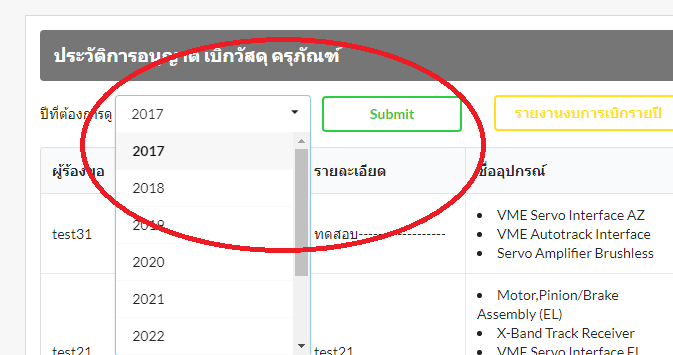 ประวัติการอนุญาต เบิกวัสดุ ครุภัณฑ์
ปีที่ต้องการดู 2017 Submit รายงานงบการเบิกรายปี
2017
2018
2019
2020
2021
2022
ผู้ร้องขอ รายละเอียด ชื่ออุปกรณ์
test31 ทดสอบ-------------------
VME Servo Interface AZ
VME Autotrack Interface
Servo Amplifier Brushless
test21 test21
Motor,Pinion/Brake
Assembly (EL)
X-Band Track Receiver
VME Servo Interface EL